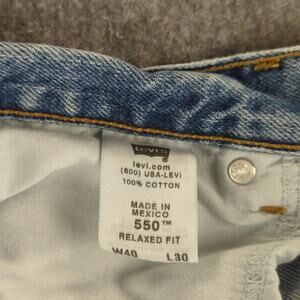 LEVI'S
levi.com
(800) USA-LEVI
100% COTTON
MADE IN
MEXICO
550™
RELAXED FIT
W40 L30